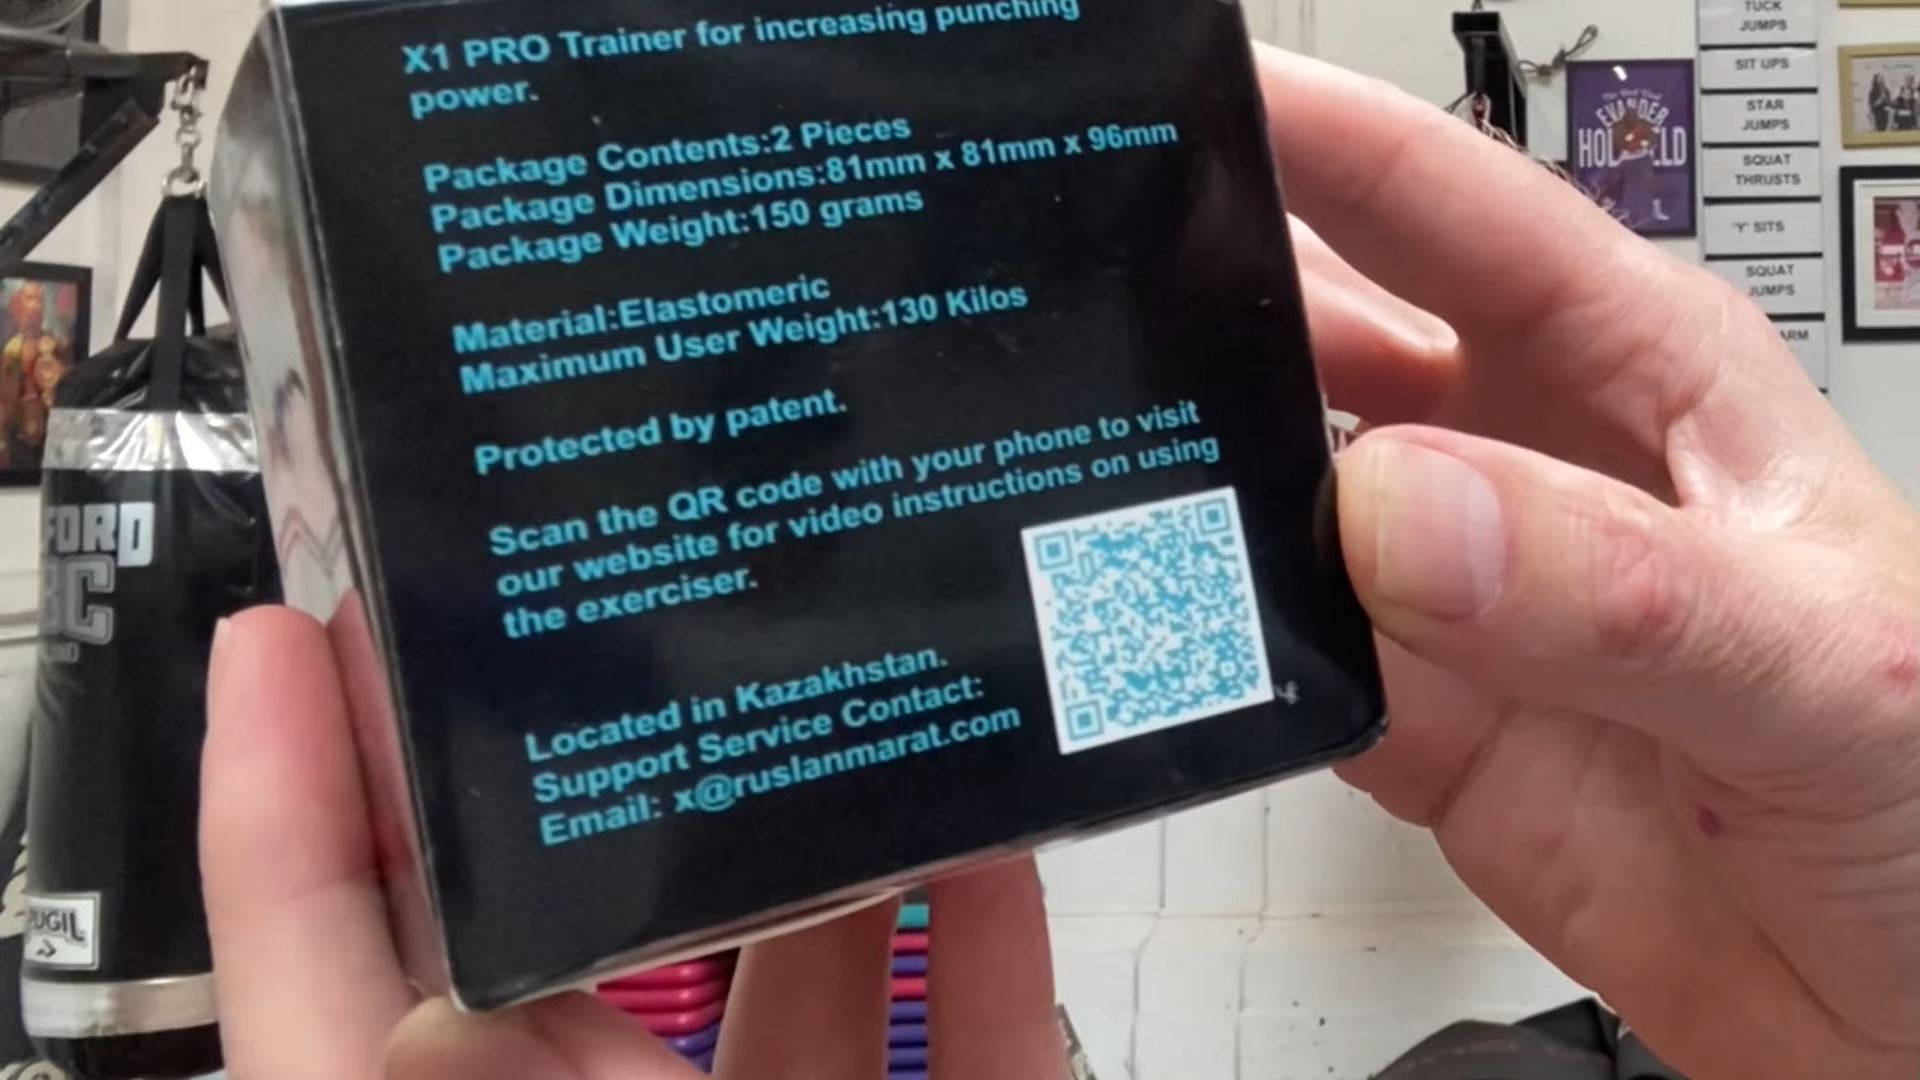 X1 PRO Trainer for increasing punching
power.
Package Contents:2 Pieces
Package Dimensions:81mm x 81mm x 96mm
Package Weight:150 grams
Material:Elastomeric
Maximum User Weight:130 Kilos
Protected by patent.
Scan the QR code with your phone to visit
our website for video instructions on using
the exerciser.
Located in Kazakhstan.
Support Service Contact:
Email: x@ruslanmarat.com
TUCK
JUMPS
SIT UPS
STAR
JUMPS
SQUAT
THRUSTS
'Y' SITS
SQUAT
JUMPS
ARM
EVANDER
FORD
BC
PUGIL